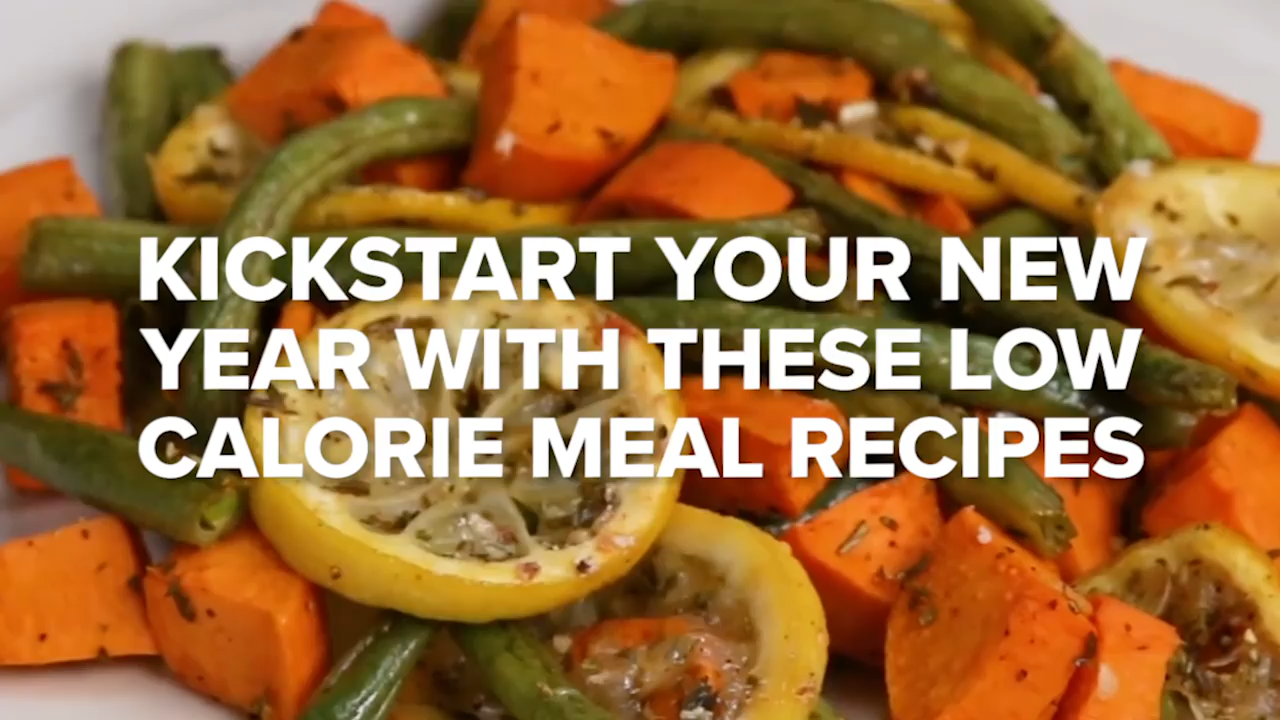 KICKSTART YOUR NEW
YEAR WITH THESE LOW
CALORIE MEAL RECIPES